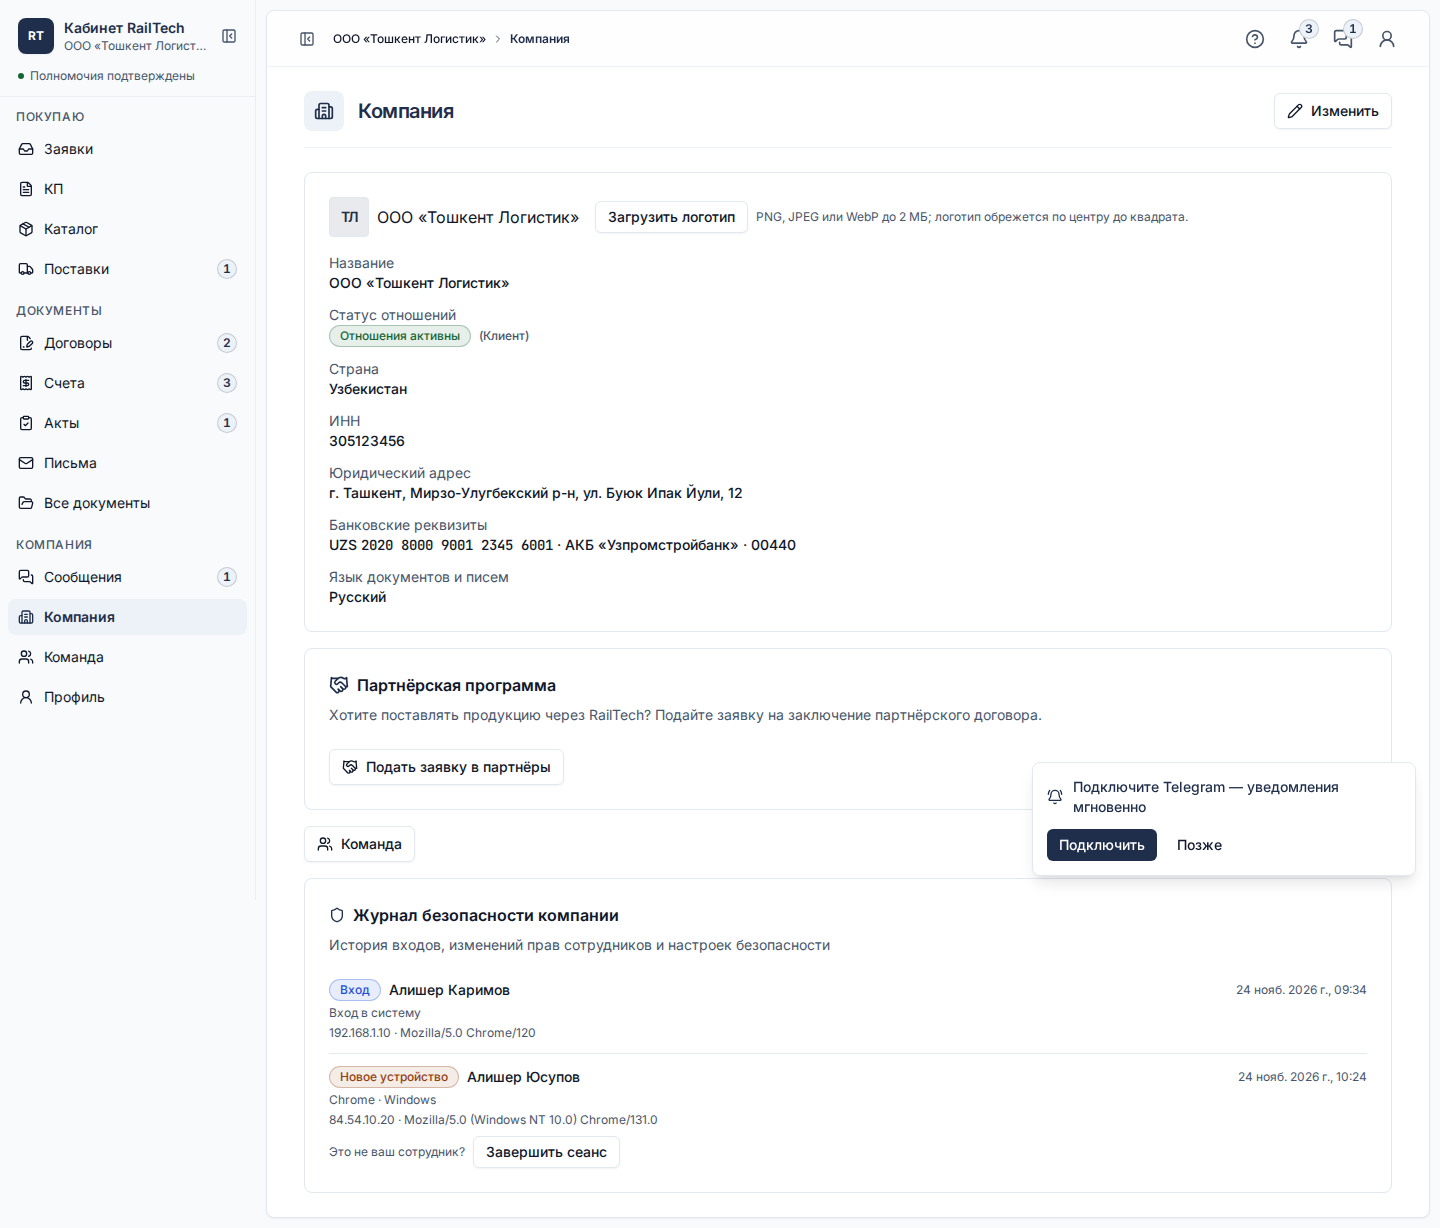 RT
Кабинет RailTech
ООО «Тошкент Логист...
Полномочия подтверждены
ПОКУПАЮ
Заявки
КП
Каталог
Поставки 1
ДОКУМЕНТЫ
Договоры 2
Счета 3
Акты 1
Письма
Все документы
КОМПАНИЯ
Сообщения 1
Компания
Команда
Профиль
ООО «Тошкент Логистик» > Компания
3
1
Компания
Изменить
ТЛ
ООО «Тошкент Логистик»
Загрузить логотип
PNG, JPEG или WebP до 2 МБ; логотип обрежется по центру до квадрата.
Название
ООО «Тошкент Логистик»
Статус отношений
Отношения активны (Клиент)
Страна
Узбекистан
ИНН
305123456
Юридический адрес
г. Ташкент, Мирзо-Улугбекский р-н, ул. Буюк Ипак Йули, 12
Банковские реквизиты
UZS 2020 8000 9001 2345 6001 · АКБ «Узпромстройбанк» · 00440
Язык документов и писем
Русский
Партнёрская программа
Хотите поставлять продукцию через RailTech? Подайте заявку на заключение партнёрского договора.
Подать заявку в партнёры
Подключите Telegram — уведомления
мгновенно
Подключить
Позже
Команда
Журнал безопасности компании
История входов, изменений прав сотрудников и настроек безопасности
Вход Алишер Каримов 24 нояб. 2026 г., 09:34
Вход в систему
192.168.1.10 · Mozilla/5.0 Chrome/120
Новое устройство Алишер Юсупов 24 нояб. 2026 г., 10:24
Chrome · Windows
84.54.10.20 · Mozilla/5.0 (Windows NT 10.0) Chrome/131.0
Это не ваш сотрудник? Завершить сеанс